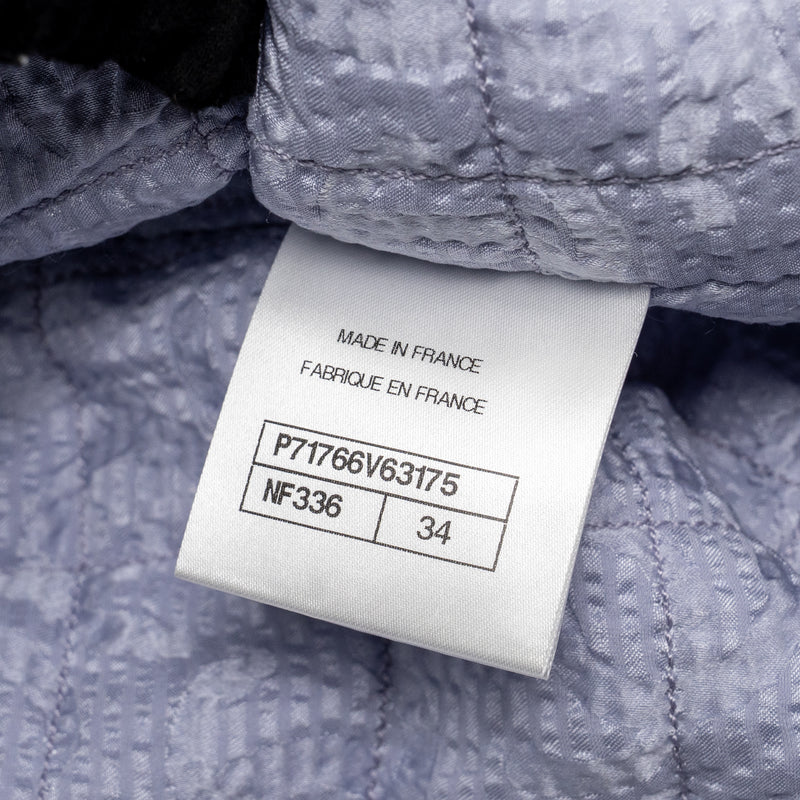 MADE IN FRANCE
FABRIQUE EN FRANCE
P71766V63175
NF336 34